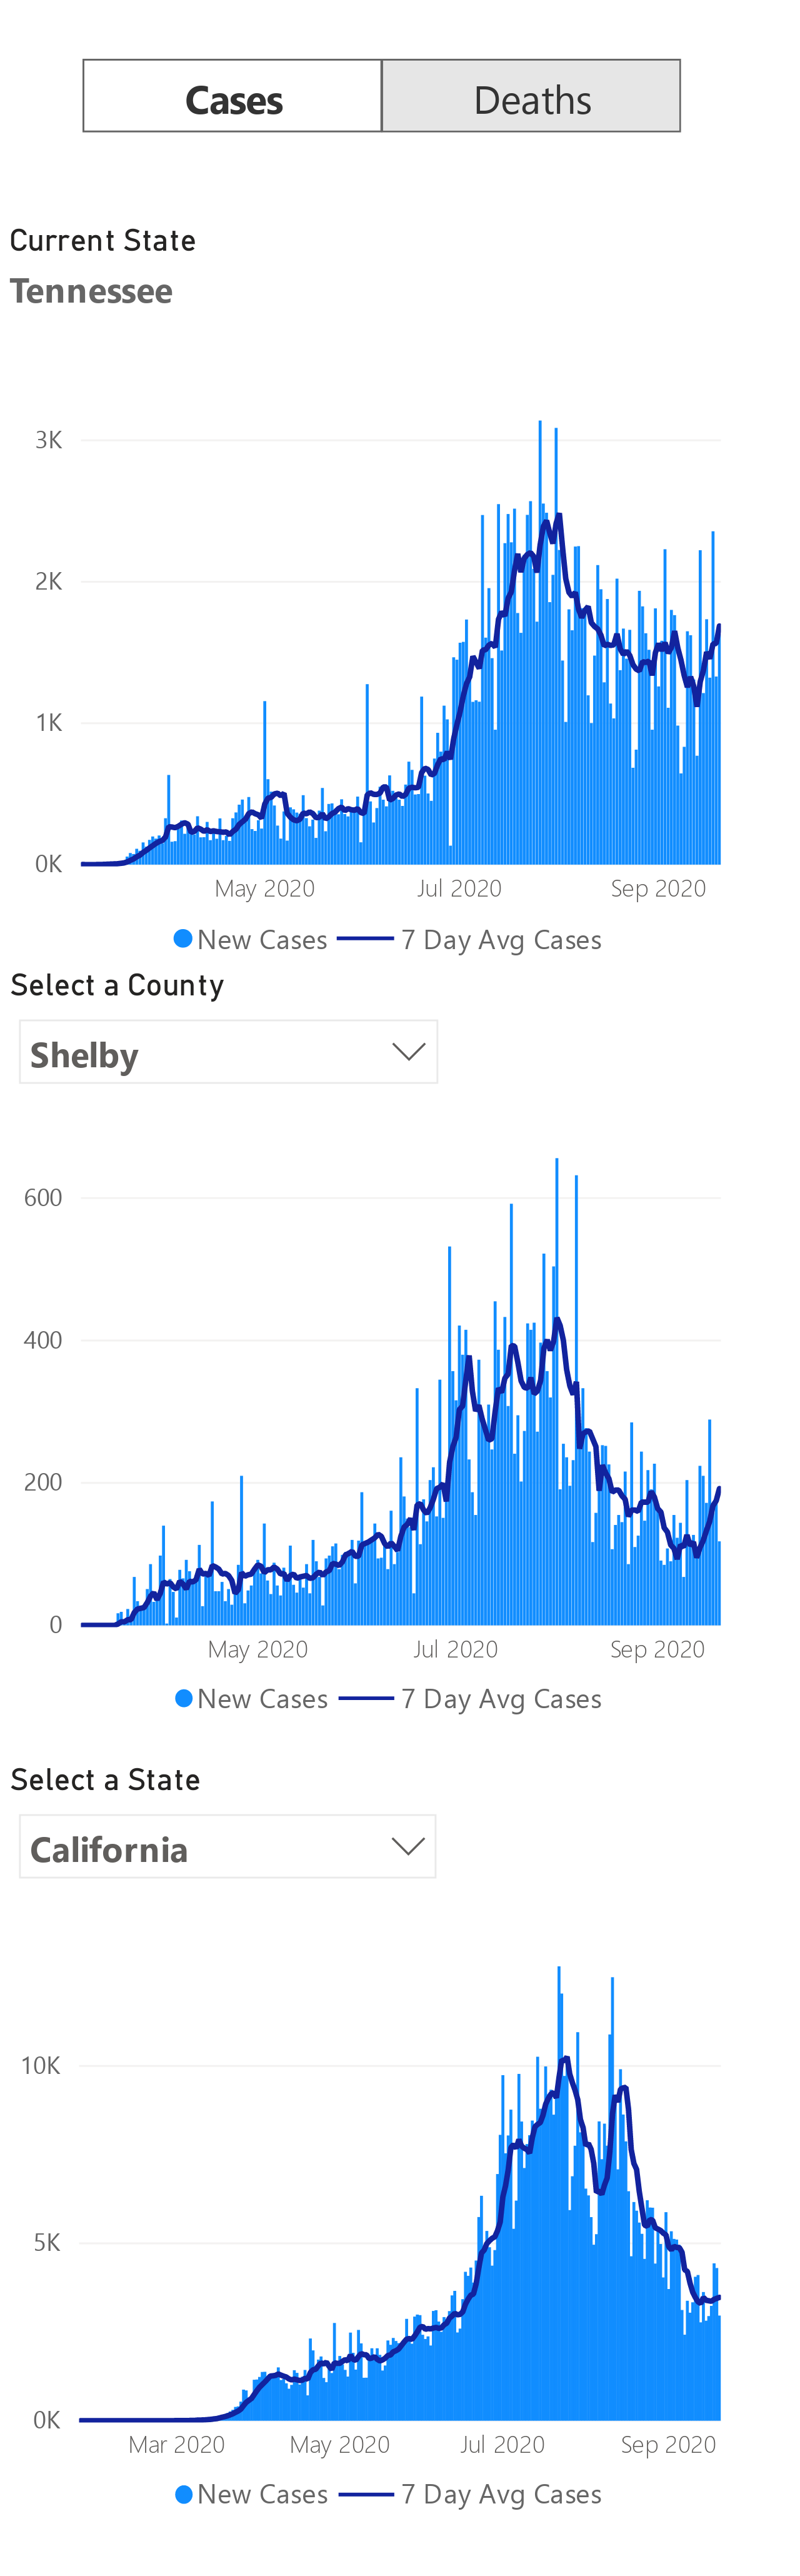 Cases Deaths
Current State
Tennessee
3K
2K
1K
0K
May 2020 Jul 2020 Sep 2020
New Cases 7 Day Avg Cases
Select a County
Shelby
600
400
200
0
May 2020 Jul 2020 Sep 2020
New Cases 7 Day Avg Cases
Select a State
California
10K
5K
0K
Mar 2020 May 2020 Jul 2020 Sep 2020
New Cases 7 Day Avg Cases